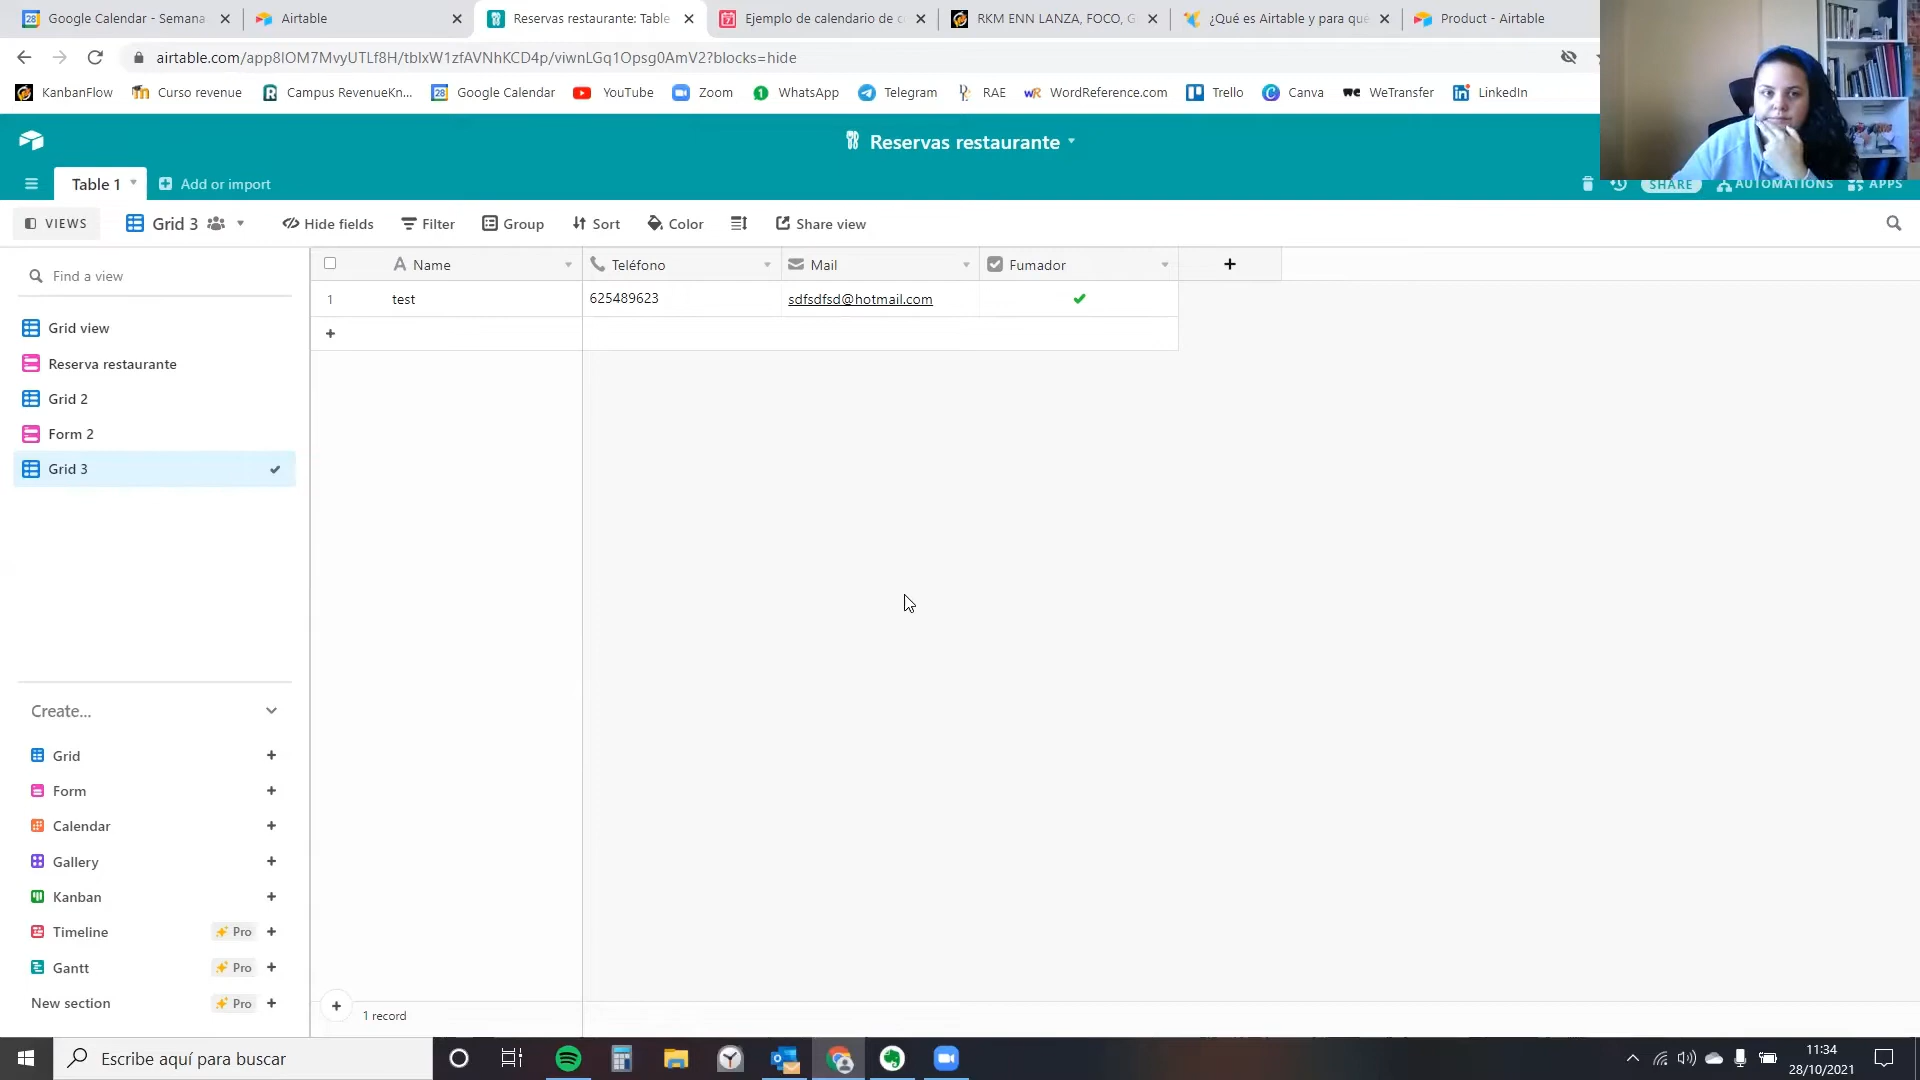 Google Calendar - Semana
Airtable
Reservas restaurante: Table
Ejemplo de calendario de c
RKM ENN LANZA, FOCO, G
¿Qué es Airtable y para qué
Product - Airtable
airtable.com/app8IOM7MvyUTLf8H/tblxW1zfAVNhKCD4p/viwnLGq1Opsg0AmV2?blocks=hide
KanbanFlow
Curso revenue
Campus RevenueKn...
Google Calendar
YouTube
Zoom
WhatsApp
Telegram
RAE
WordReference.com
Trello
Canva
WeTransfer
LinkedIn
Reservas restaurante
Table 1
Add or import
SHARE
AUTOMATIONS
APPS
VIEWS
Grid 3
Hide fields
Filter
Group
Sort
Color
Share view
Find a view
Name
Teléfono
Mail
Fumador
1
test
625489623
sdfsdfsd@hotmail.com
Grid view
Reserva restaurante
Grid 2
Form 2
Grid 3
Create...
Grid
Form
Calendar
Gallery
Kanban
Timeline
Pro
Gantt
Pro
New section
Pro
1 record
Escribe aquí para buscar
11:34
28/10/2021